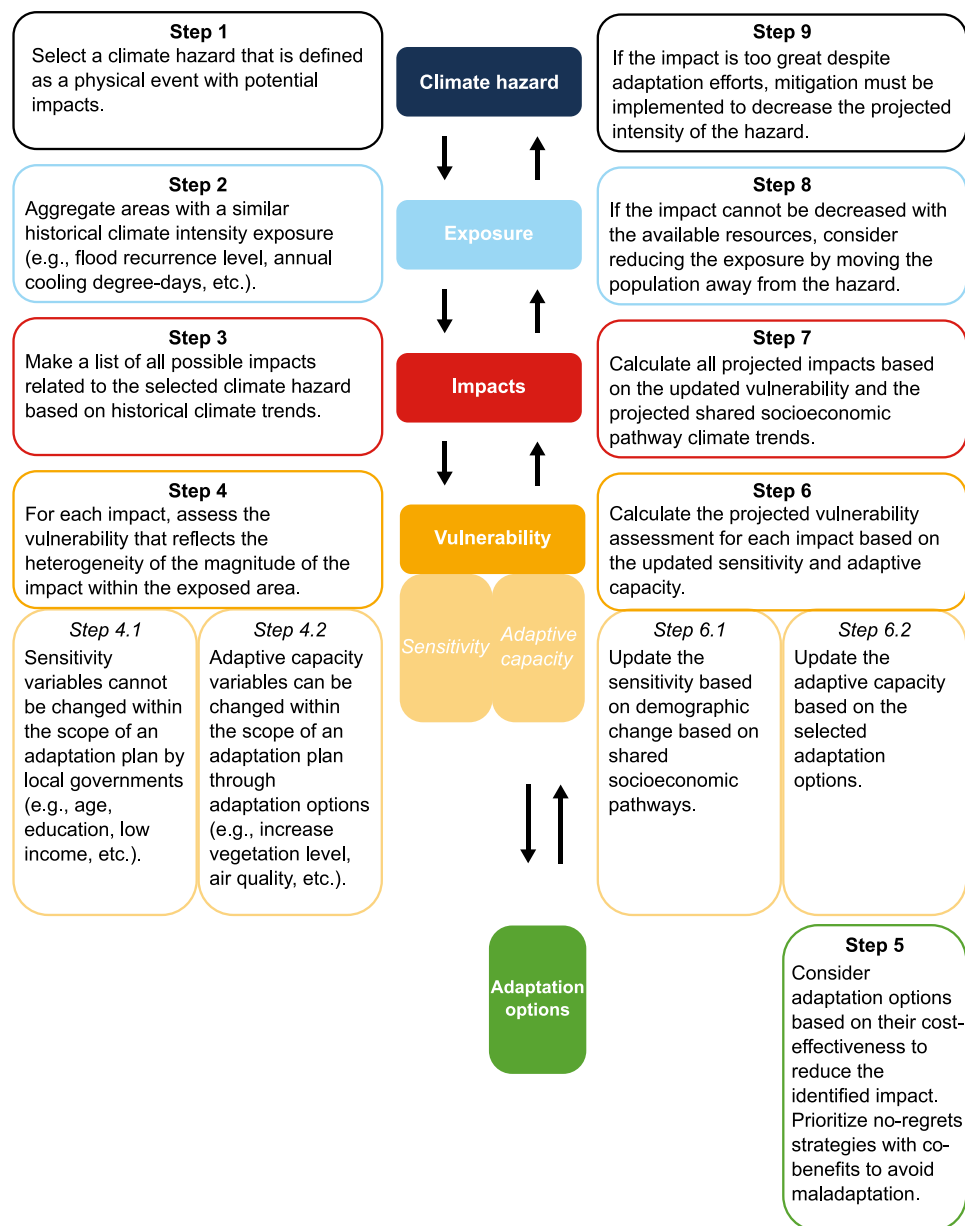 Step 1
Select a climate hazard that is defined
as a physical event with potential
impacts.
Climate hazard
Step 9
If the impact is too great despite
adaptation efforts, mitigation must be
implemented to decrease the projected
intensity of the hazard.
Step 2
Aggregate areas with a similar
historical climate intensity exposure
(e.g., flood recurrence level, annual
cooling degree-days, etc.).
Exposure
Step 8
If the impact cannot be decreased with
the available resources, consider
reducing the exposure by moving the
population away from the hazard.
Step 3
Make a list of all possible impacts
related to the selected climate hazard
based on historical climate trends.
Impacts
Step 7
Calculate all projected impacts based
on the updated vulnerability and the
projected shared socioeconomic
pathway climate trends.
Step 4
For each impact, assess the
vulnerability that reflects the
heterogeneity of the magnitude of the
impact within the exposed area.
Vulnerability
Step 6
Calculate the projected vulnerability
assessment for each impact based on
the updated sensitivity and adaptive
capacity.
Step 4.1
Sensitivity
variables cannot
be changed within
the scope of an
adaptation plan by
local governments
(e.g., age,
education, low
income, etc.).
Step 4.2
Adaptive capacity
variables can be
changed within
the scope of an
adaptation plan
through
adaptation options
(e.g., increase
vegetation level,
air quality, etc.).
Sensitivity
Adaptive
capacity
Step 6.1
Update the
sensitivity based
on demographic
change based on
shared
socioeconomic
pathways.
Step 6.2
Update the
adaptive capacity
based on the
selected
adaptation
options.
Adaptation
options
Step 5
Consider
adaptation options
based on their cost-
effectiveness to
reduce the
identified impact.
Prioritize no-regrets
strategies with co-
benefits to avoid
maladaptation.